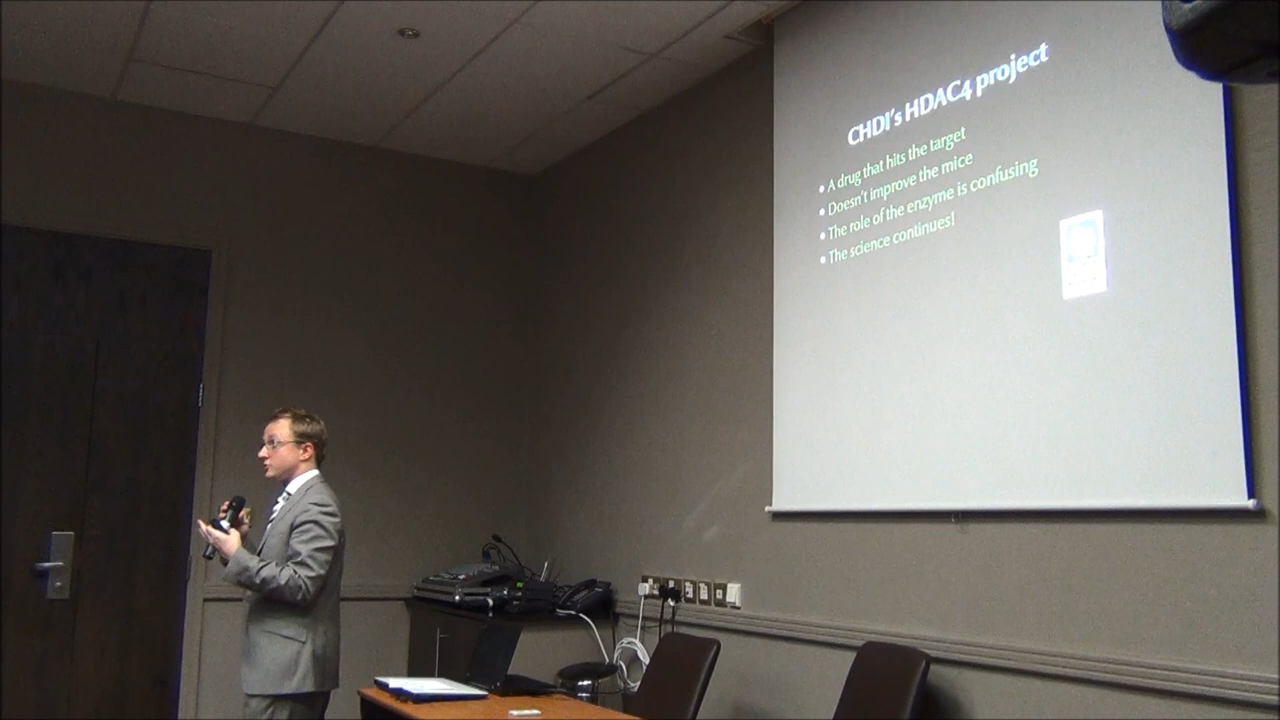 CHDI's HDAC4 project
• A drug that hits the target
• Doesn't improve the mice
• The role of the enzyme is confusing
• The science continues!